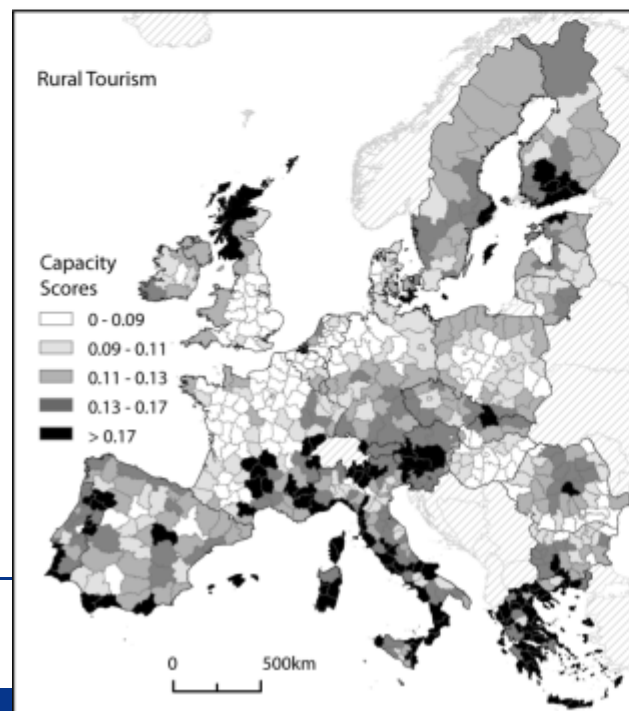 Rural Tourism
Capacity
Scores
0 - 0.09
0.09 - 0.11
0.11 - 0.13
0.13 - 0.17
> 0.17
0 500km